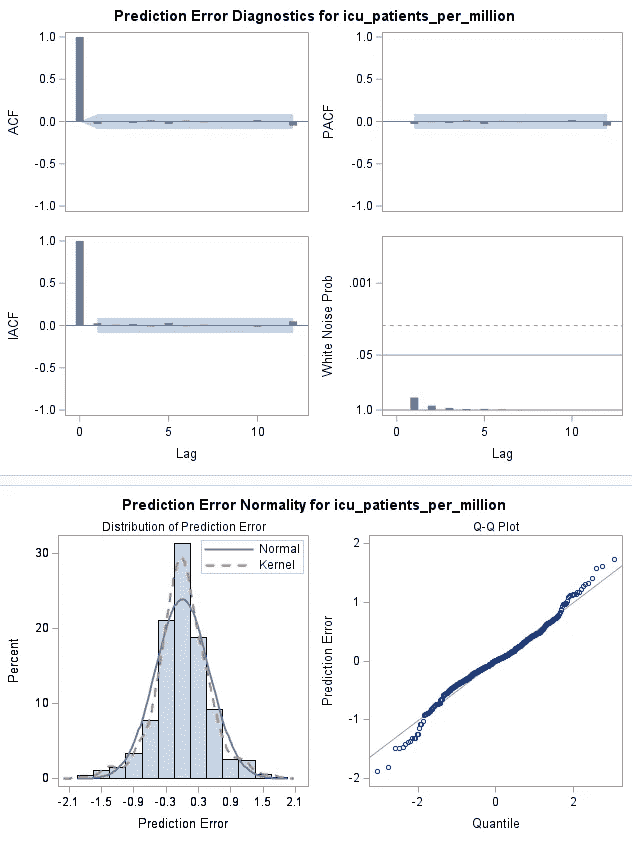 Prediction Error Diagnostics for icu_patients_per_million
1.0
0.5
0.0
-0.5
-1.0
ACF
1.0
0.5
0.0
-0.5
-1.0
PACF
1.0
0.5
0.0
-0.5
-1.0
IACF
0 5 10
Lag
.001
.05
1.0
White Noise Prob
0 5 10
Lag
Prediction Error Normality for icu_patients_per_million
Distribution of Prediction Error
Normal
Kernel
30
20
10
0
Percent
-2.1 -1.5 -0.9 -0.3 0.3 0.9 1.5 2.1
Prediction Error
Q-Q Plot
2
1
0
-1
-2
Prediction Error
-2 0 2
Quantile